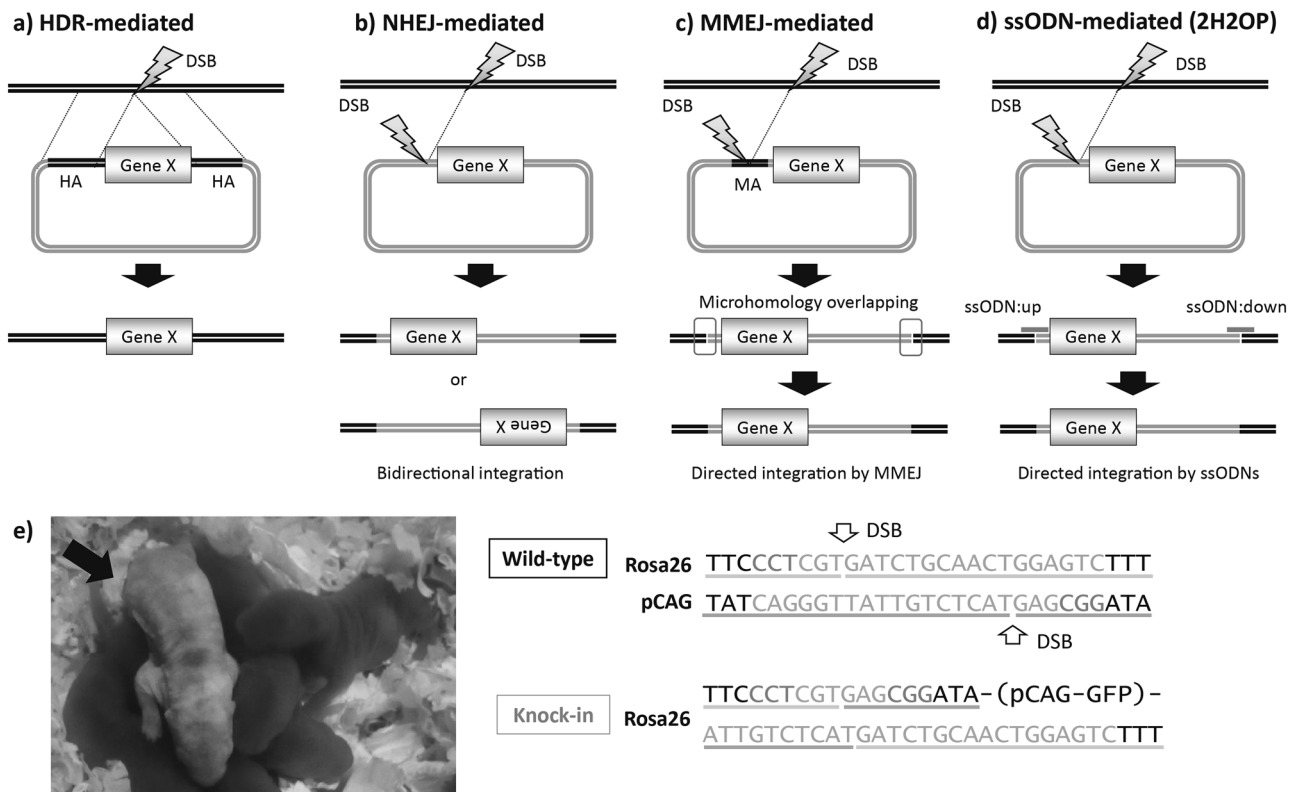 a) HDR-mediated
DSB
Gene X
HA
HA
Gene X
b) NHEJ-mediated
DSB
DSB
Gene X
Gene X
or
Gene X
Bidirectional integration
c) MMEJ-mediated
DSB
DSB
Gene X
MA
Microhomology overlapping
Gene X
Gene X
Directed integration by MMEJ
d) ssODN-mediated (2H2OP)
DSB
DSB
Gene X
ssODN:up
ssODN:down
Gene X
Gene X
Directed integration by ssODNs
e)
DSB
Wild-type
Rosa26 TTCCCCTCGTGATCTGCAACTGGAGTCTTT
pCAG TATCAGGGTTATTGTCTCATGAGCGGATA
DSB
Knock-in
Rosa26
TTCCCCTCGTGAGCGGATA-(pCAG-GFP)-
ATTGTCTCATGATCTGCAACTGGAGTCTTT